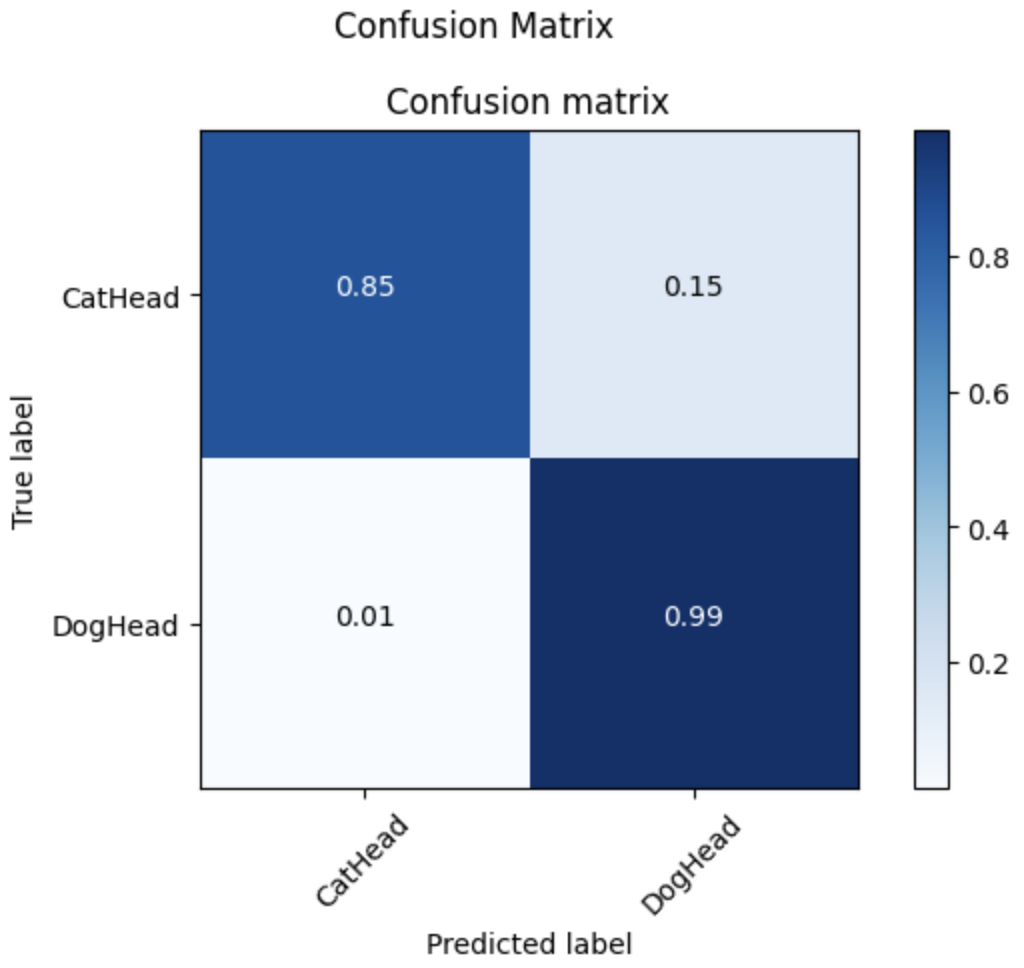 Confusion Matrix
Confusion matrix
0.85
0.15
0.01
0.99
CatHead
DogHead
True label
CatHead
DogHead
Predicted label
0.8
0.6
0.4
0.2